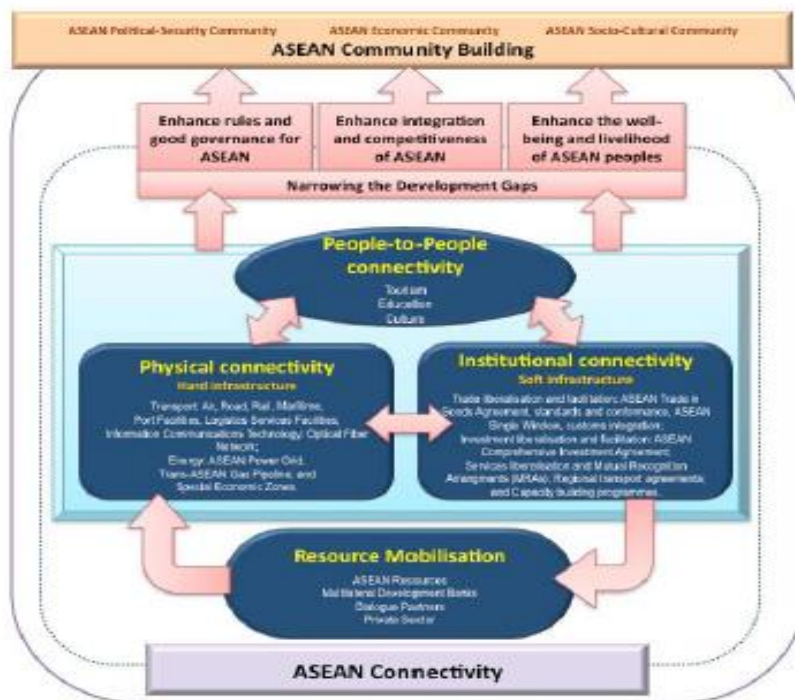 ASEAN Political-Security Community ASEAN Economic Community ASEAN Socio-Cultural Community
ASEAN Community Building
Enhance rules and
good governance for
ASEAN
Enhance integration
and competitiveness
of ASEAN
Enhance the well-
being and livelihood
of ASEAN peoples
Narrowing the Development Gaps
People-to-People
connectivity
Tourism
Education
Culture
Physical connectivity
Hard infrastructure
Transport: Air, Road, Rail, Maritime,
Port Facilities, Logistics Services Facilities,
Information Communications Technology: Optical Fiber
Network;
Energy: ASEAN Power Grid,
Trans-ASEAN Gas Pipeline, and
Special Economic Zones.
Institutional connectivity
Soft infrastructure
Trade liberalisation and facilitation: ASEAN Trade in
Goods Agreement, standards and conformance, ASEAN
Single Window, customs integration;
Investment liberalisation and facilitation: ASEAN
Comprehensive Investment Agreement;
Services liberalisation and Mutual Recognition
(MRAs); Regional transport agreements;
and Capacity building programmes.
Resource Mobilisation
ASEAN Resources
Multilateral Development Banks
Dialogue Partners
Private Sector
ASEAN Connectivity